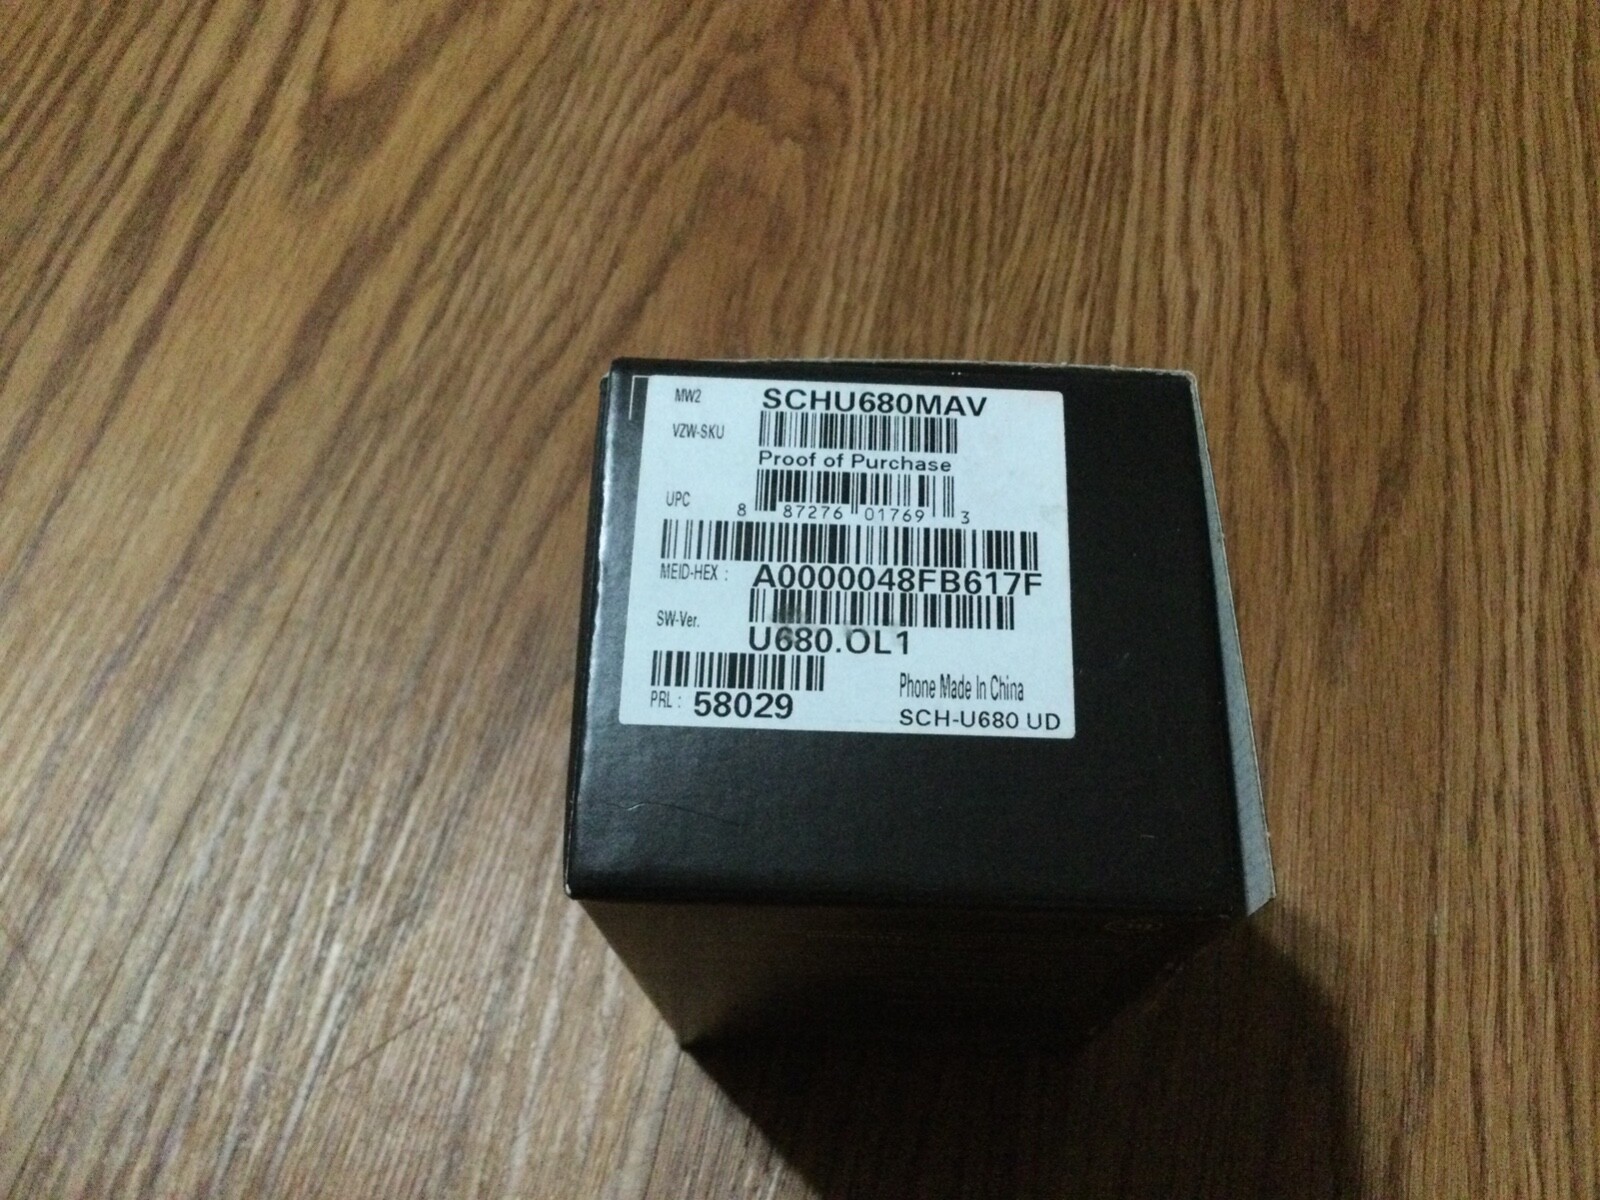 MW2 SCHU680MAV
VZW-SKU
Proof of Purchase
UPC 8 87276 01769 3
MEID-HEX : A0000048FB617F
SW-Ver. U680.OL1
PRL : 58029
Phone Made In China
SCH-U680 UD